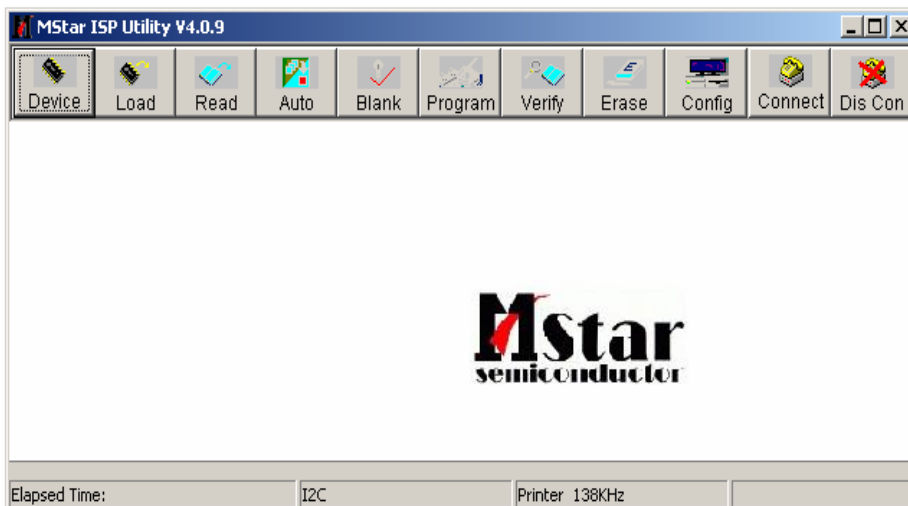 MStar ISP Utility V4.0.9
Device Load Read Auto Blank Program Verify Erase Config Connect Dis Con
MStar
semiconductor
Elapsed Time: I2C Printer 138KHz